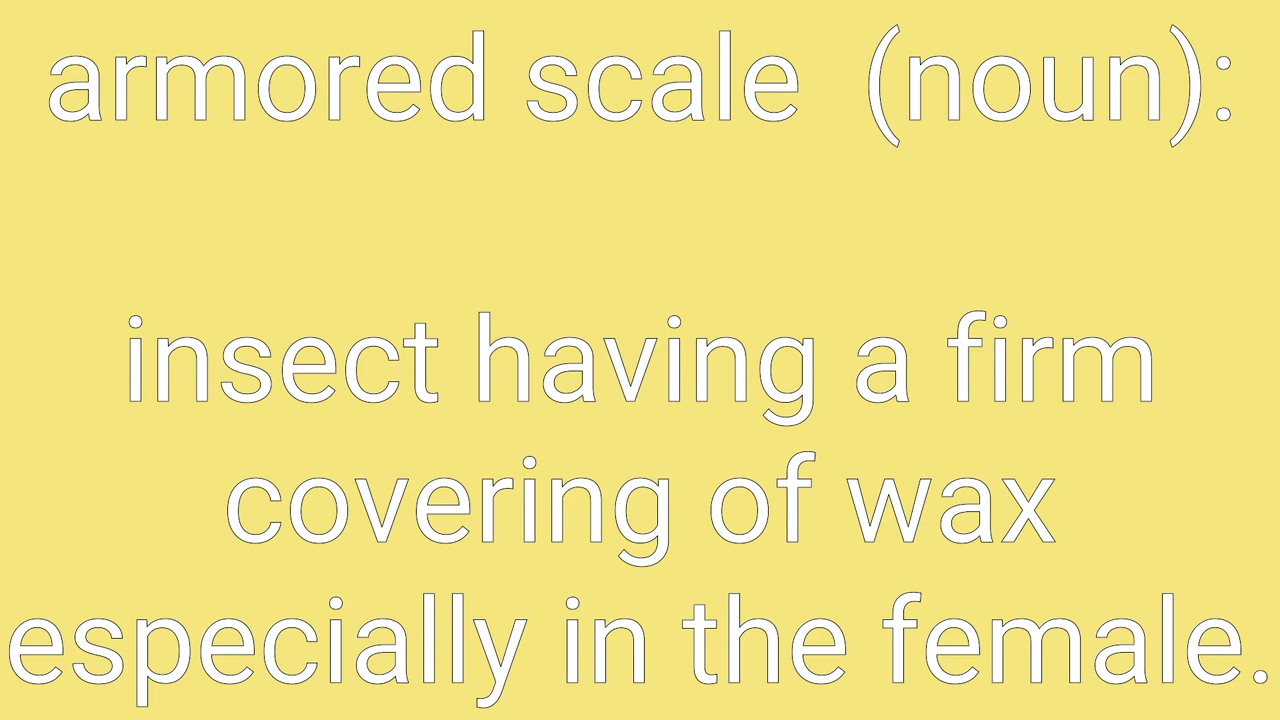 armored scale  (noun):
insect having a firm
covering of wax
especially in the female.